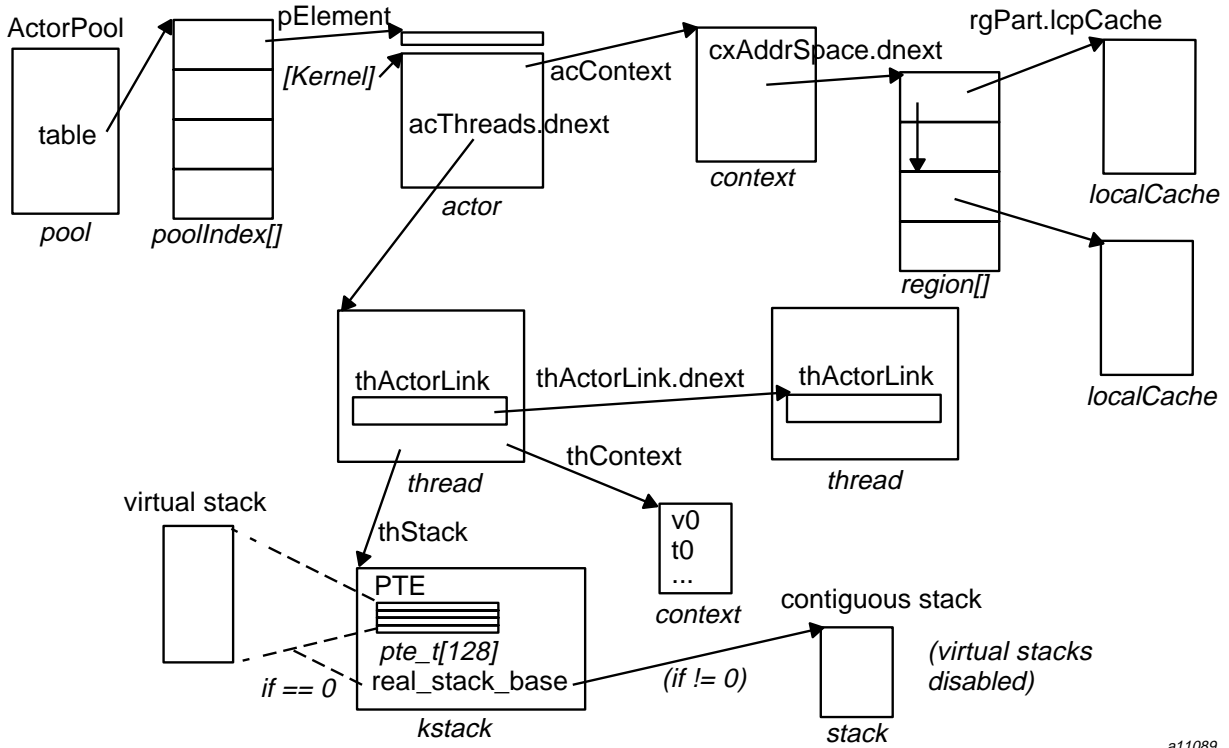 ActorPool
table
pool
poolIndex[]
pElement
[Kernel]
acContext
acThreads.dnext
actor
cxAddrSpace.dnext
context
rgPart.lcpCache
localCache
region[]
localCache
thActorLink
thActorLink.dnext
thActorLink
thread
thContext
thread
virtual stack
thStack
v0
t0
...
context
PTE
pte_t[128]
if == 0
real_stack_base
(if != 0)
kstack
contiguous stack
(virtual stacks
disabled)
stack
a11089